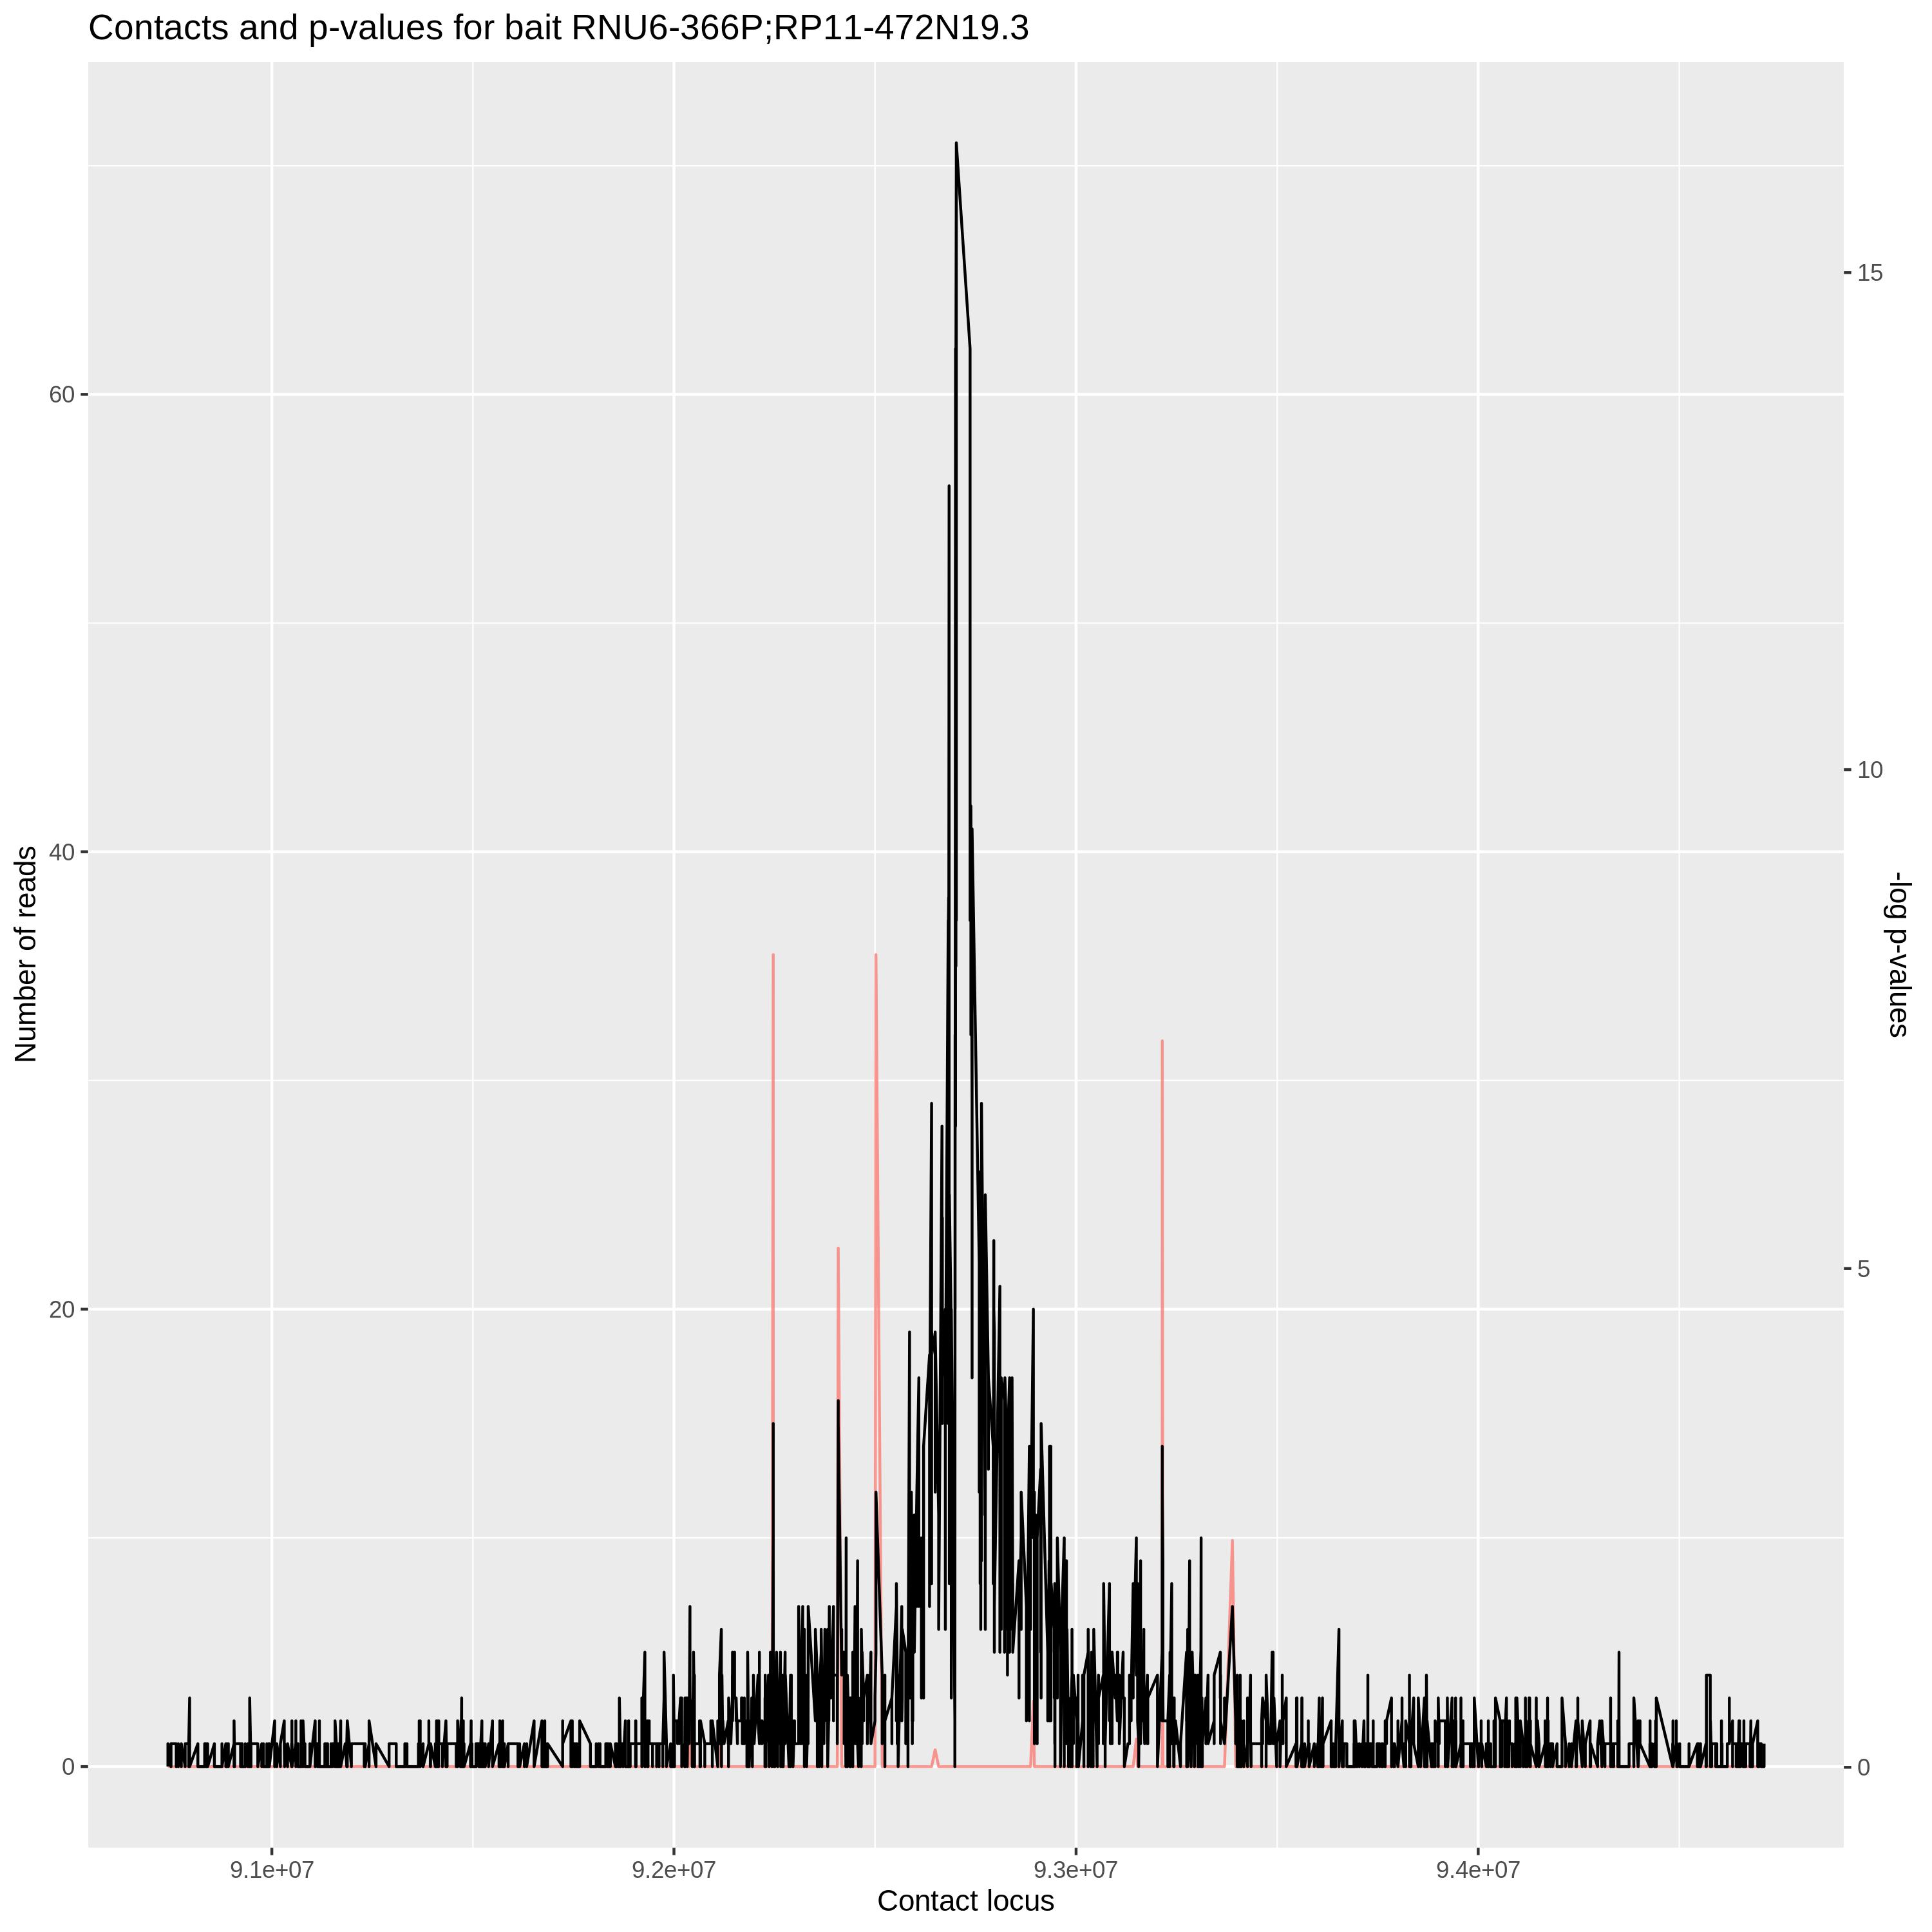 Contacts and p-values for bait RNU6-366P;RP11-472N19.3
Number of reads
60
40
20
0
15
10
5
0
-log p-values
9.1e+07
9.2e+07
9.3e+07
9.4e+07
Contact locus